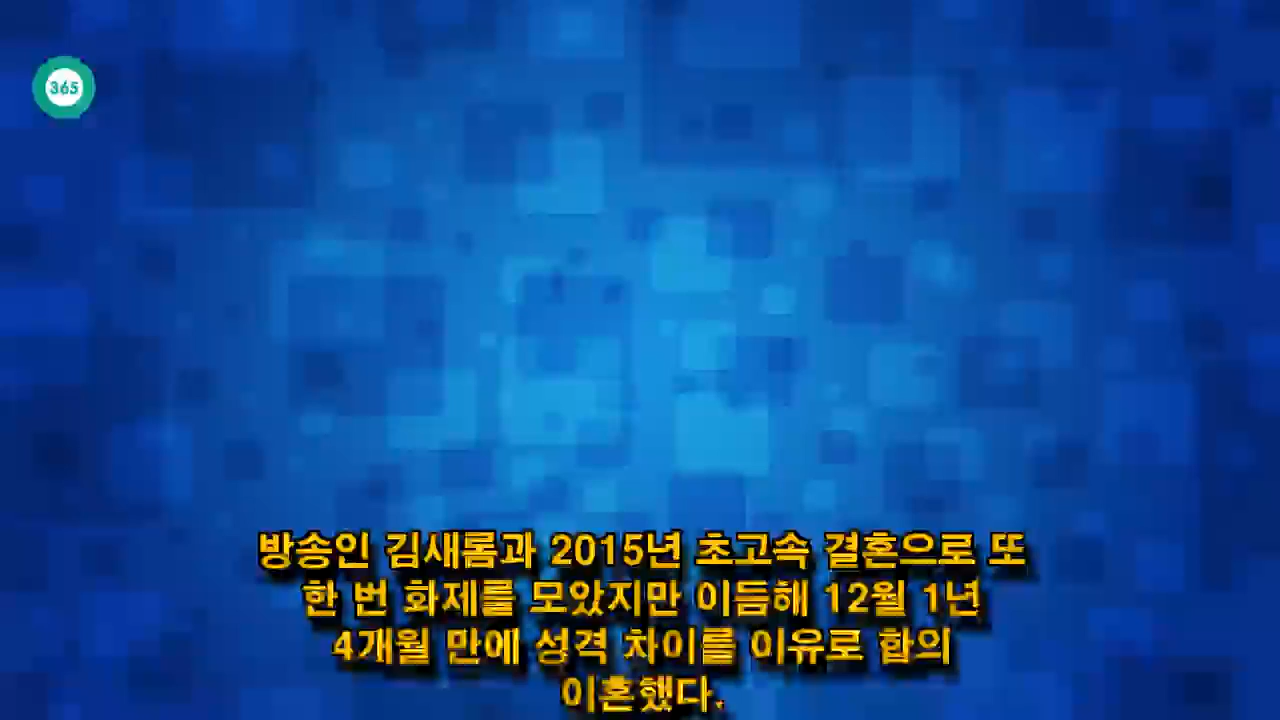 365
방송인 김새롬과 2015년 초고속 결혼으로 또
한 번 화제를 모았지만 이듬해 12월 1년
4개월 만에 성격 차이를 이유로 합의
이혼했다.